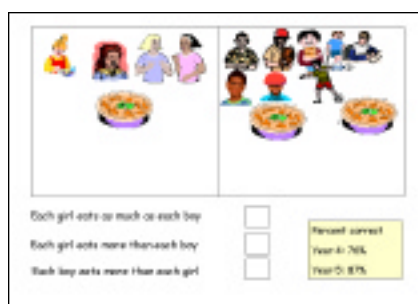 Each girl eats as much as each boy
Each girl eats more than each boy
Each boy eats more than each girl
Percent correct
Year 4: 76%
Year 5: 87%